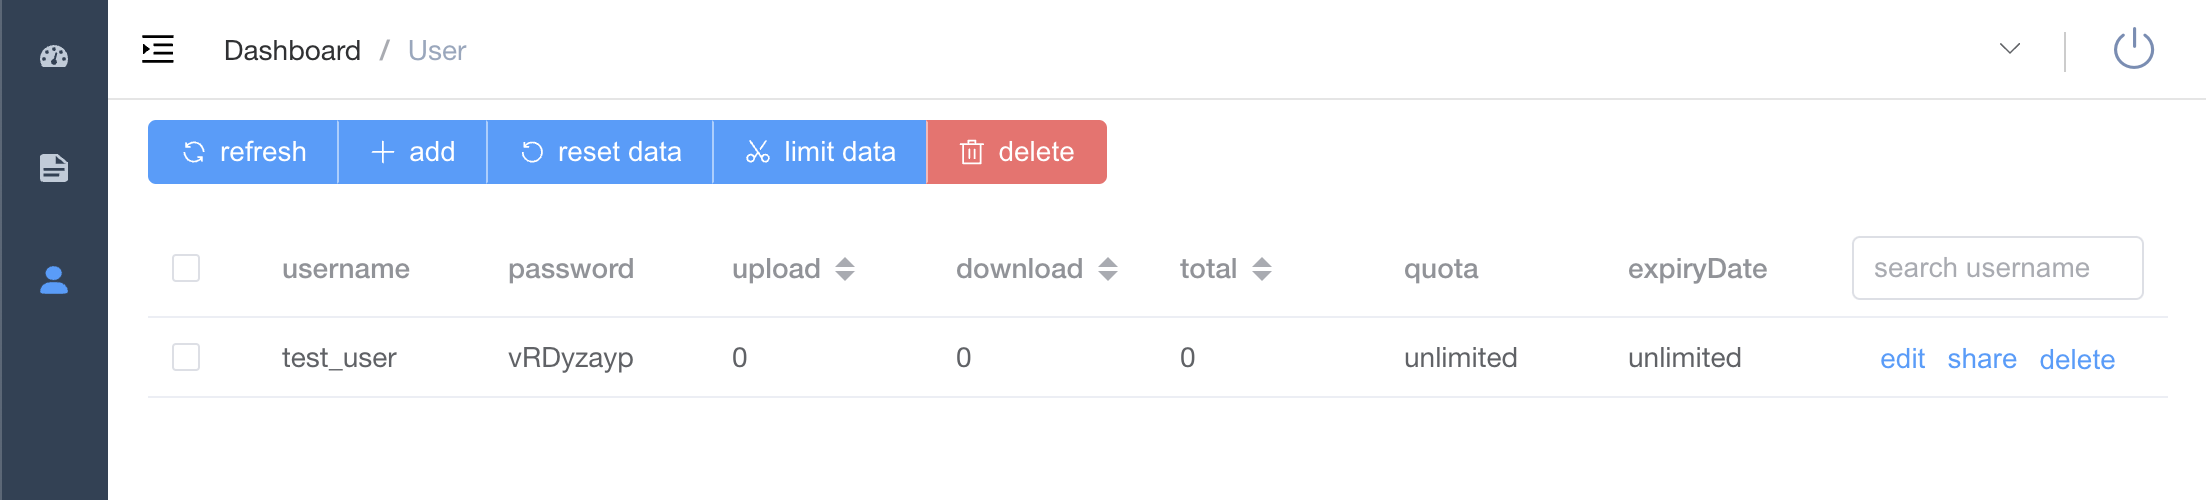 Dashboard / User
refresh add reset data limit data delete
username password upload download total quota expiryDate search username
test_user vRDyzayp 0 0 0 unlimited unlimited edit share delete